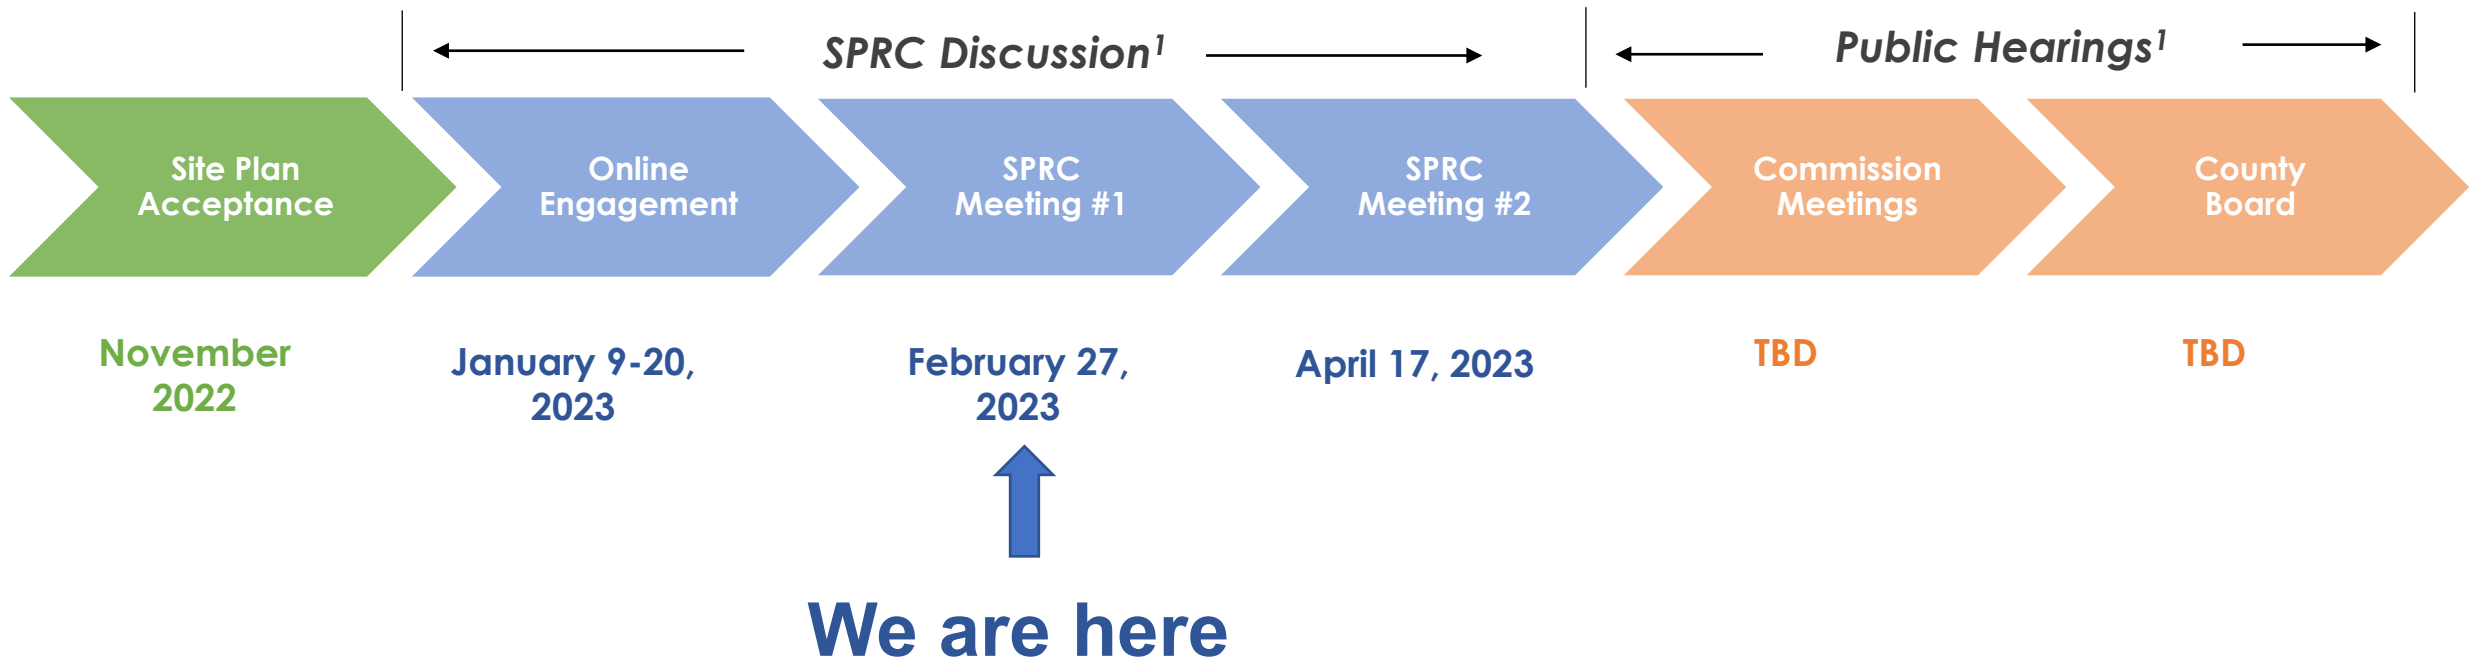 SPRC Discussion¹
Public Hearings¹
Site Plan
Acceptance
Online
Engagement
SPRC
Meeting #1
SPRC
Meeting #2
Commission
Meetings
County
Board
November
2022
January 9-20,
2023
February 27,
2023
April 17, 2023
TBD
TBD
We are here